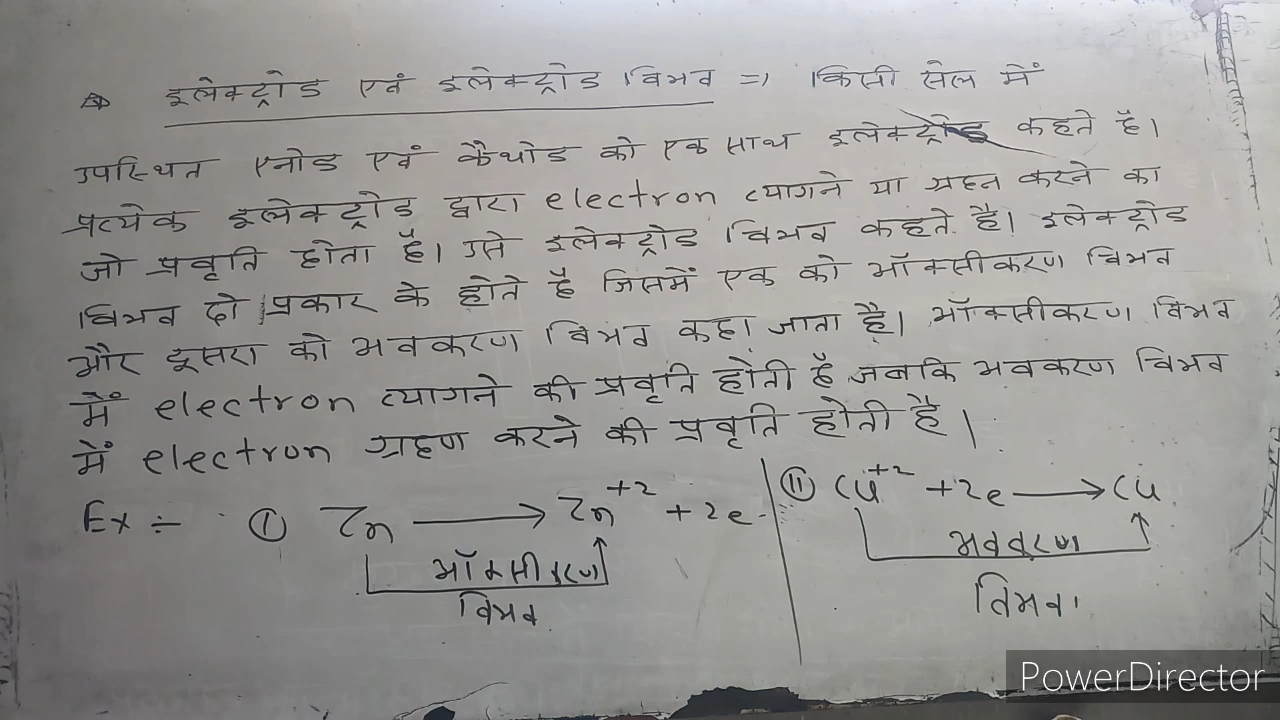 इलेक्ट्रोड एवं इलेक्ट्रोड विभव => किसी सेल में
उपस्थित एनोड एवं कैथोड को एक साथ इलेक्ट्रोड कहते हैं।
प्रत्येक इलेक्ट्रोड द्वारा electron त्यागने या ग्रहन करने का
जो प्रवृति होता है। उसे इलेक्ट्रोड विभव कहते है। इलेक्ट्रोड
विभव दो प्रकार के होते हैं जिसमें एक को ऑक्सीकरण विभव
और दूसरा को अवकरण विभव कहा जाता है। ऑक्सीकरण विभव
में electron त्यागने की प्रवृति होती है जबकि अवकरण विभव
में electron ग्रहण करने की प्रवृति होती है।
Ex ÷ (I) Zn ⟶ Zn+2 + 2e- (II) Cu+2 + 2e ⟶ Cu
ऑक्सीकरण अवकरण
विभव विभव।
PowerDirector